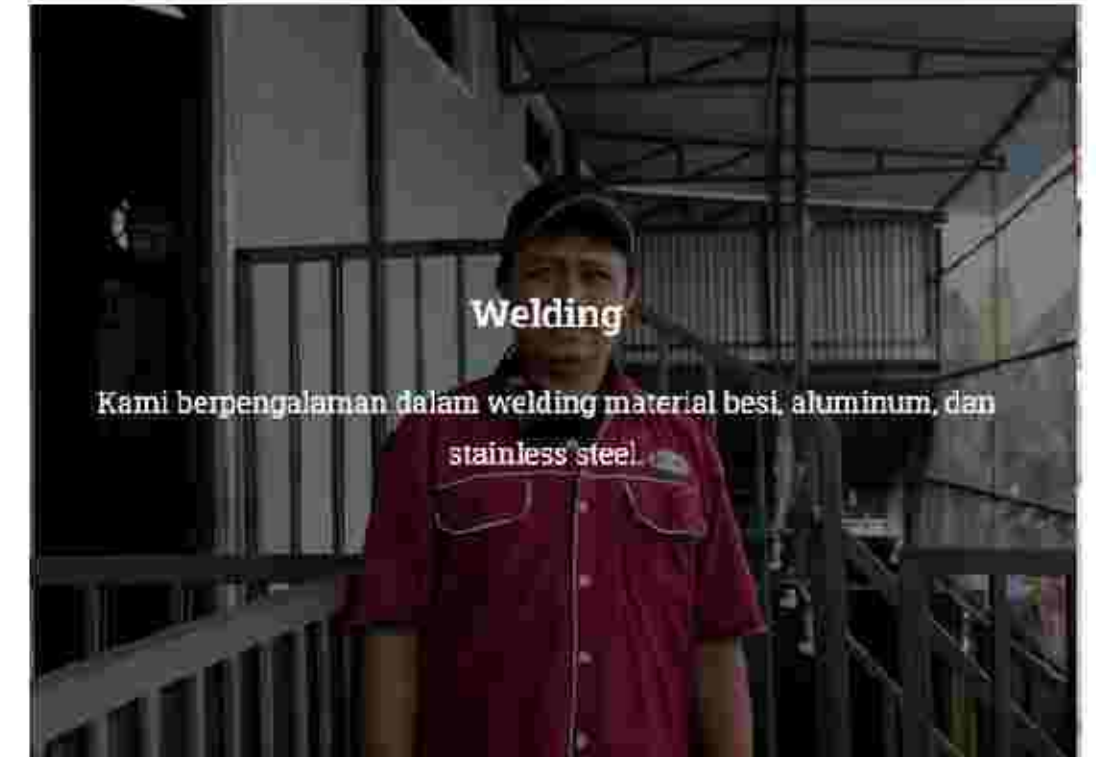 Welding
Kami berpengalaman dalam welding material besi, aluminum, dan
stainless steel.